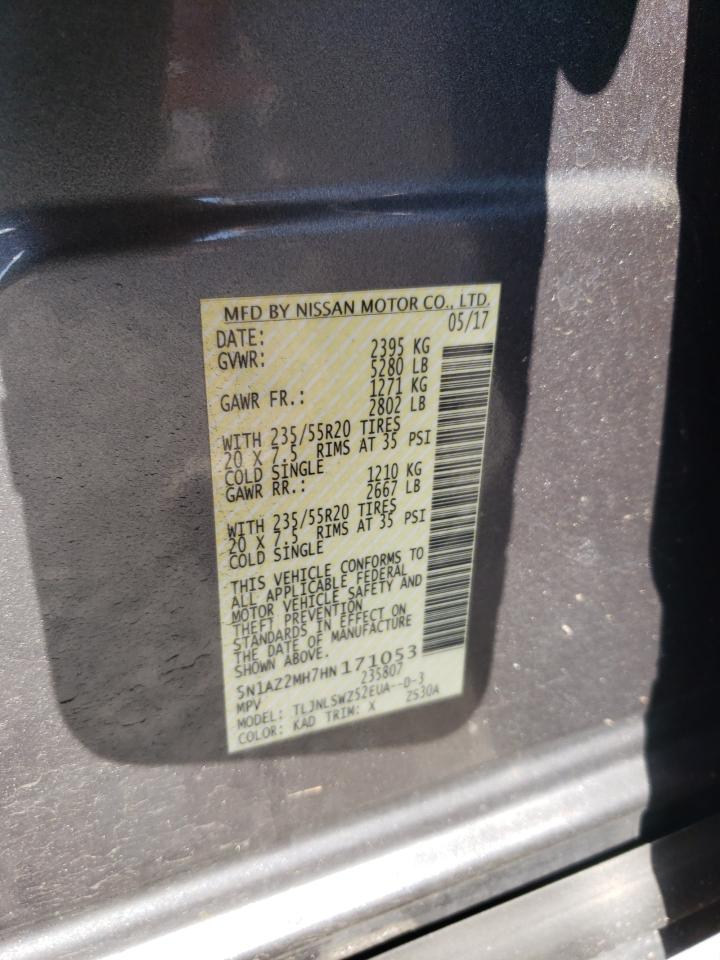 MFD BY NISSAN MOTOR CO., LTD.
DATE: 05/17
GVWR: 2395 KG
5280 LB
GAWR FR.: 1271 KG
2802 LB
WITH 235/55R20 TIRES
20 X 7.5 RIMS AT 35 PSI
COLD SINGLE
GAWR RR.: 1210 KG
2667 LB
WITH 235/55R20 TIRES
20 X 7.5 RIMS AT 35 PSI
COLD SINGLE
THIS VEHICLE CONFORMS TO
ALL APPLICABLE FEDERAL
MOTOR VEHICLE SAFETY AND
THEFT PREVENTION
STANDARDS IN EFFECT ON
THE DATE OF MANUFACTURE
SHOWN ABOVE.
5N1AZ2MH7HN171053
MPV 235807
MODEL: TLJNLSWZ52EUA--D-3
COLOR: KAD TRIM: X ZS30A